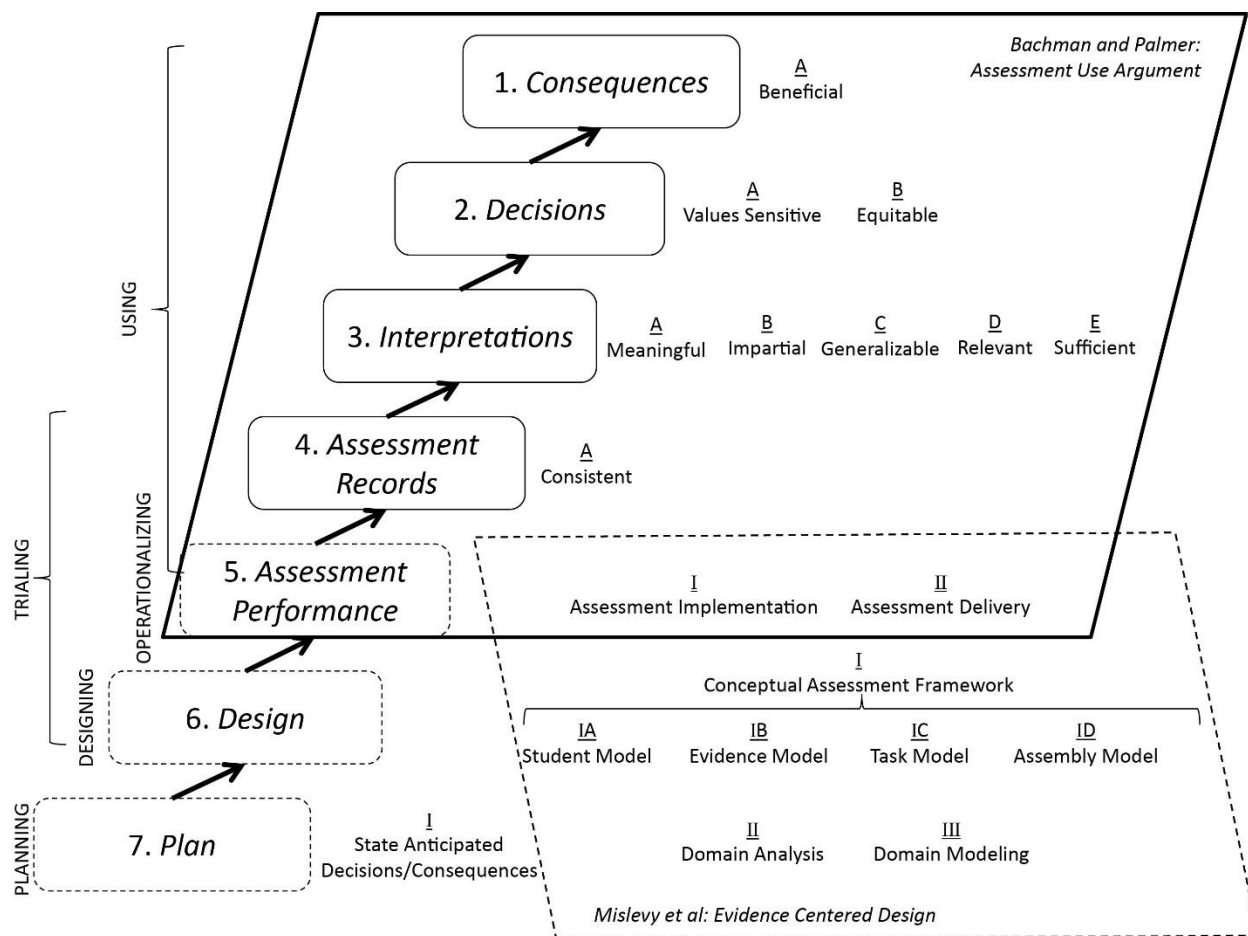 Bachman and Palmer:
Assessment Use Argument
1. Consequences
A
Beneficial
2. Decisions
A
Values Sensitive
B
Equitable
USING
3. Interpretations
A
Meaningful
B
Impartial
C
Generalizable
D
Relevant
E
Sufficient
4. Assessment
Records
A
Consistent
TRIALING
OPERATIONALIZING
5. Assessment
Performance
I
Assessment Implementation
II
Assessment Delivery
DESIGNING
6. Design
I
Conceptual Assessment Framework
IA
Student Model
IB
Evidence Model
IC
Task Model
ID
Assembly Model
PLANNING
7. Plan
I
State Anticipated
Decisions/Consequences
II
Domain Analysis
III
Domain Modeling
Mislevy et al: Evidence Centered Design